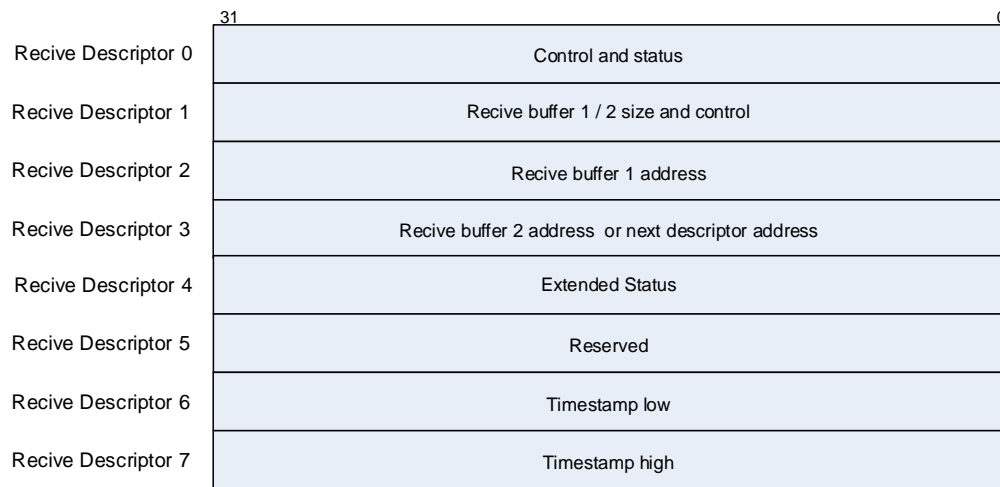 31 0
Recive Descriptor 0 Control and status
Recive Descriptor 1 Recive buffer 1 / 2 size and control
Recive Descriptor 2 Recive buffer 1 address
Recive Descriptor 3 Recive buffer 2 address or next descriptor address
Recive Descriptor 4 Extended Status
Recive Descriptor 5 Reserved
Recive Descriptor 6 Timestamp low
Recive Descriptor 7 Timestamp high